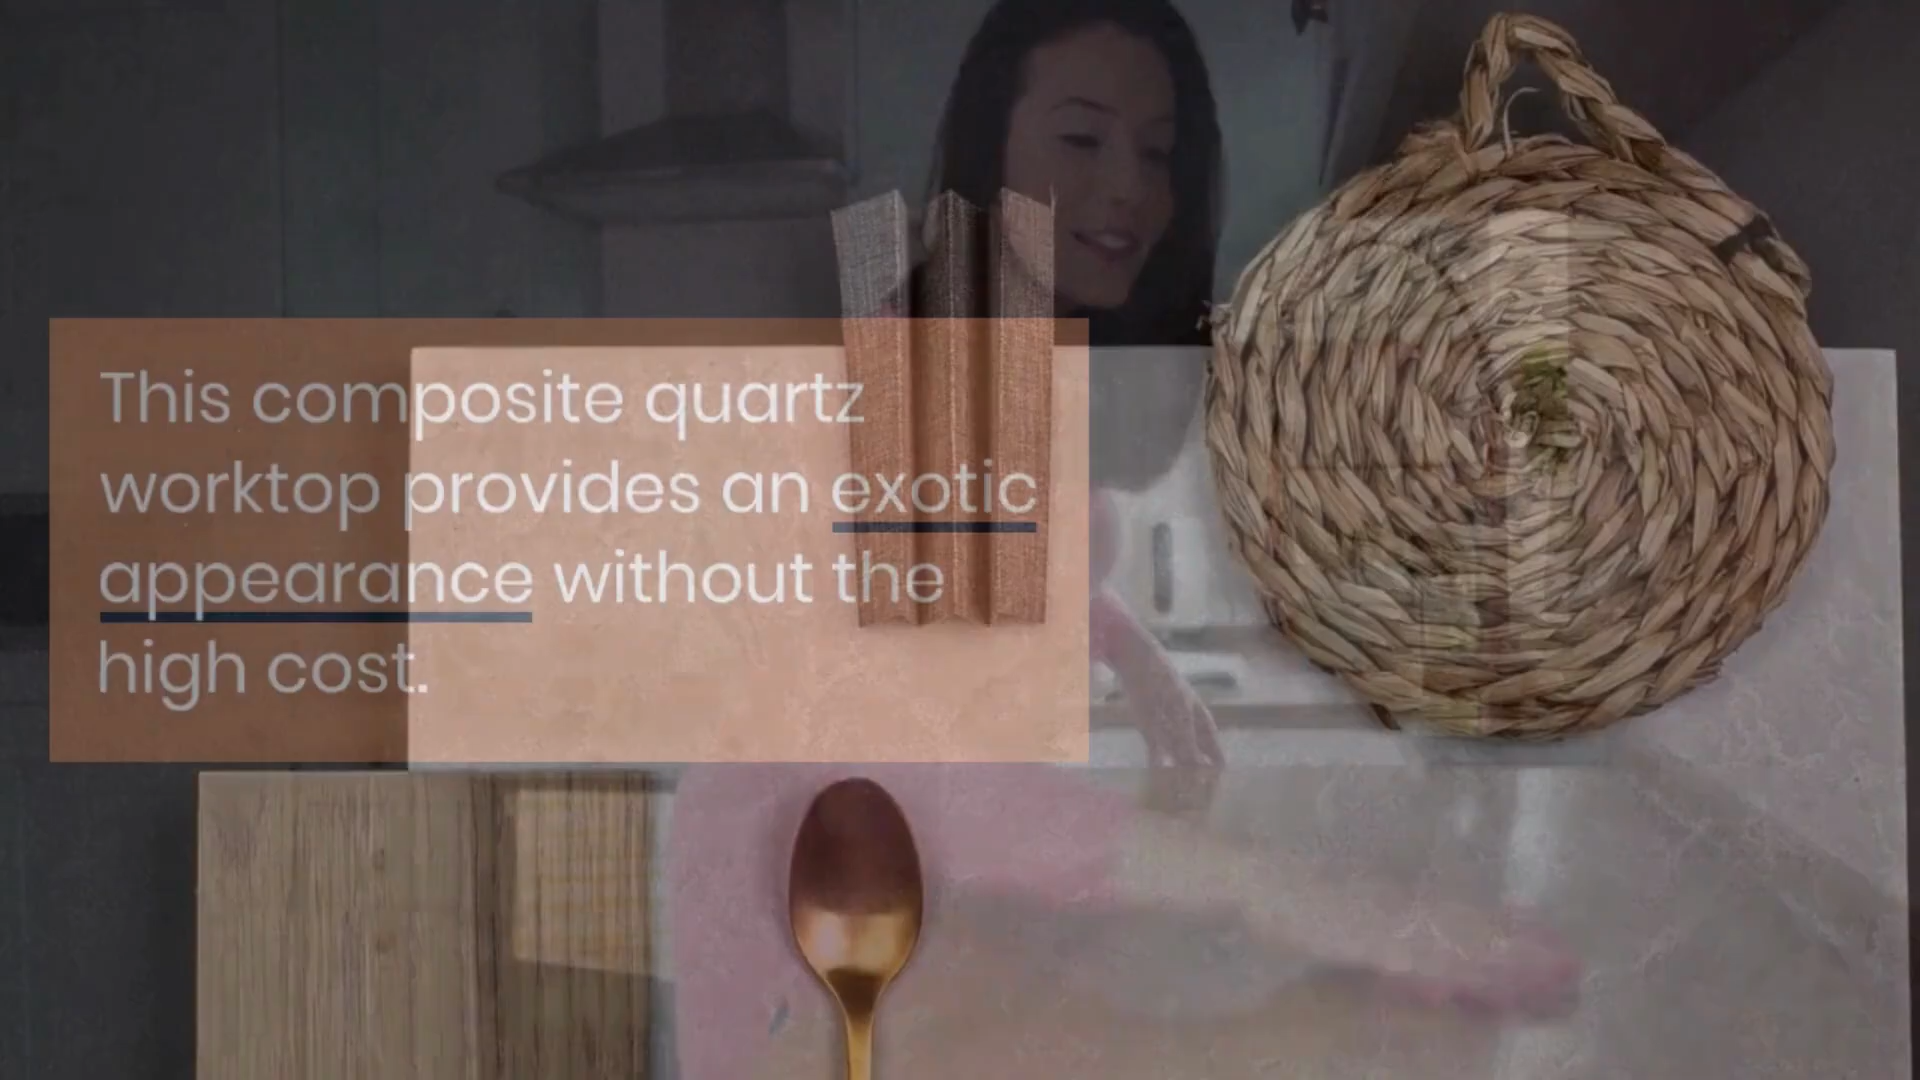 This composite quartz
worktop provides an exotic
appearance without the
high cost.